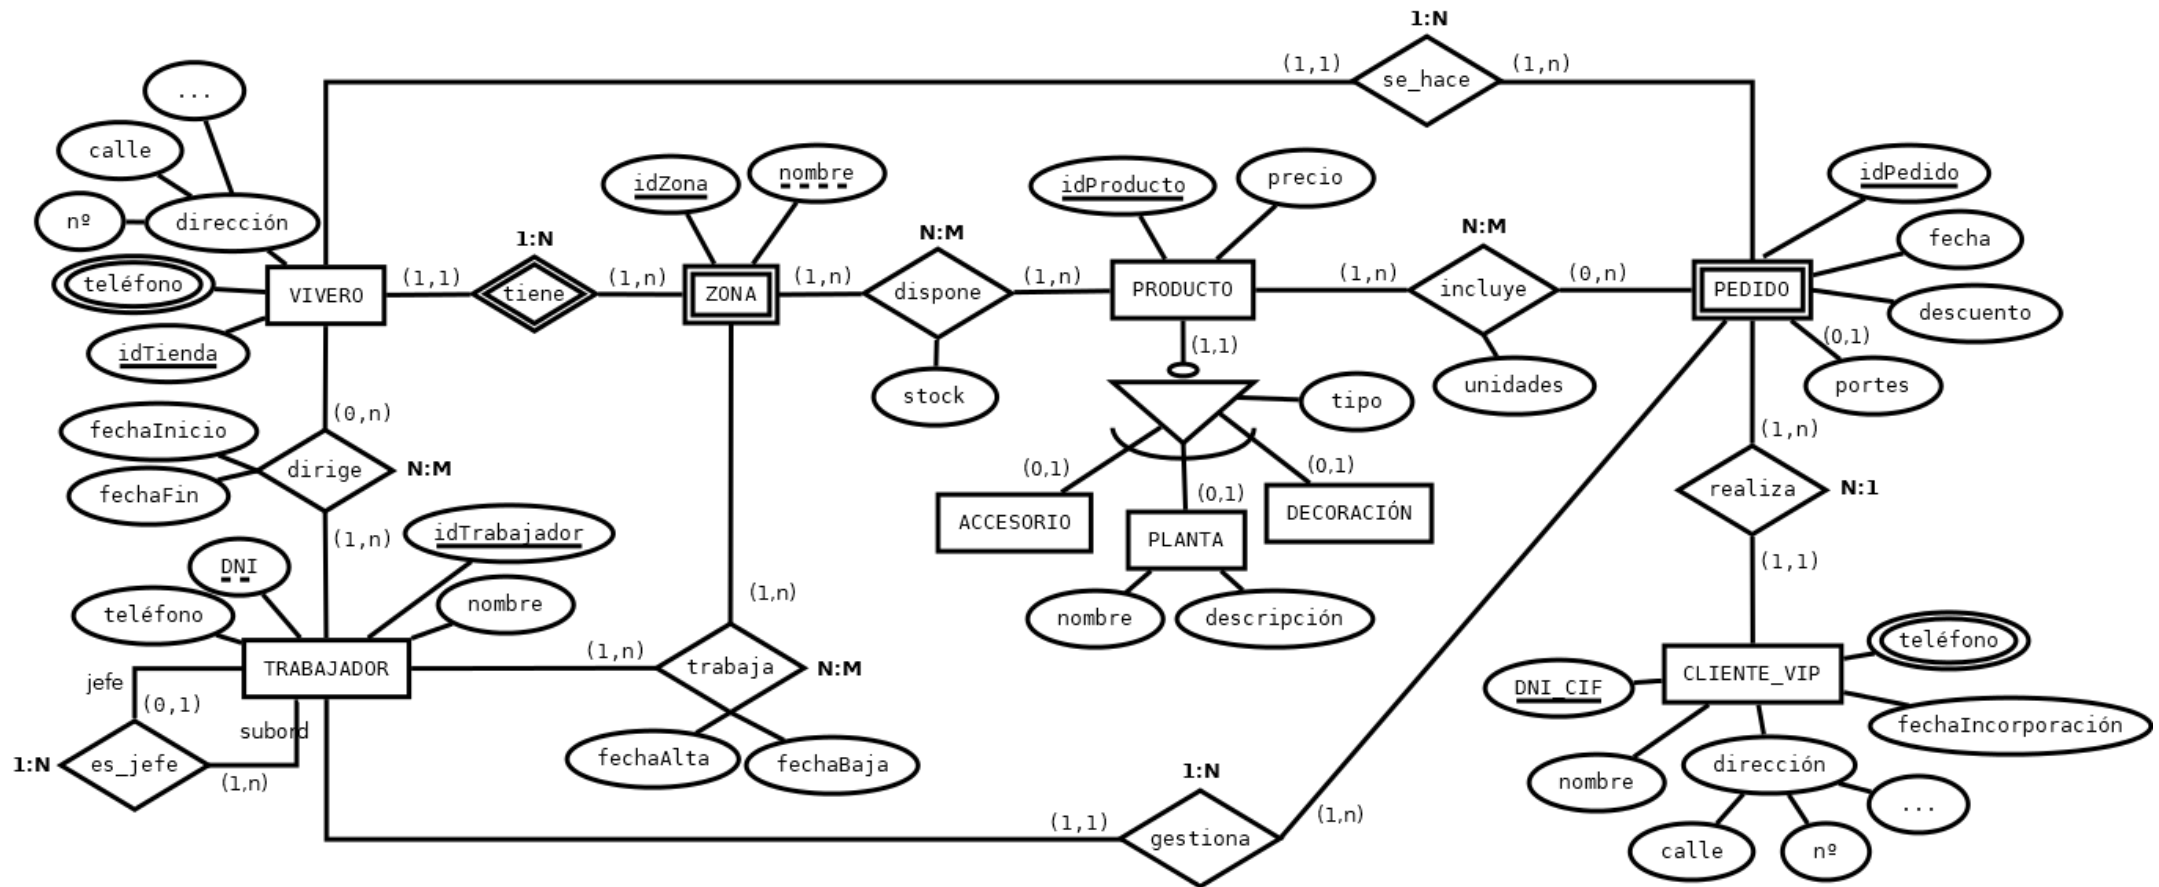 1:N
(1,1)
se_hace
(1,n)
...
calle
nº
dirección
teléfono
idTienda
VIVERO
(1,1)
1:N
tiene
(1,n)
idZona
nombre
ZONA
(1,n)
N:M
dispone
(1,n)
stock
idProducto
precio
PRODUCTO
(1,n)
N:M
incluye
(0,n)
unidades
idPedido
fecha
descuento
(0,1)
portes
PEDIDO
(1,1)
tipo
(0,1)
(0,1)
(0,1)
ACCESORIO
PLANTA
DECORACIÓN
nombre
descripción
(0,n)
fechaInicio
fechaFin
dirige
N:M
(1,n)
idTrabajador
DNI
teléfono
nombre
TRABAJADOR
(1,n)
(1,n)
trabaja
N:M
fechaAlta
fechaBaja
jefe
(0,1)
subord
1:N
es_jefe
(1,n)
(1,1)
1:N
gestiona
(1,n)
(1,n)
realiza
N:1
(1,1)
CLIENTE_VIP
teléfono
DNI_CIF
fechaIncorporación
nombre
dirección
...
calle
nº